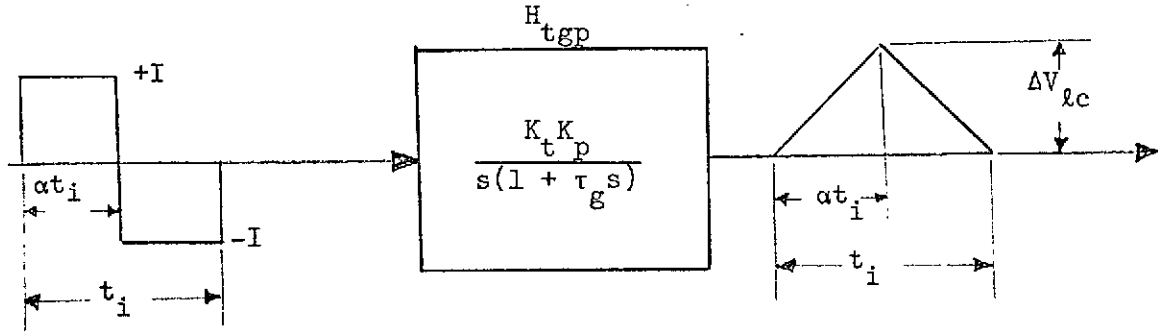 H_tgp
+I
αt_i
-I
t_i
K_t K_p
s(1 + τ_g s)
ΔV_ℓc
αt_i
t_i